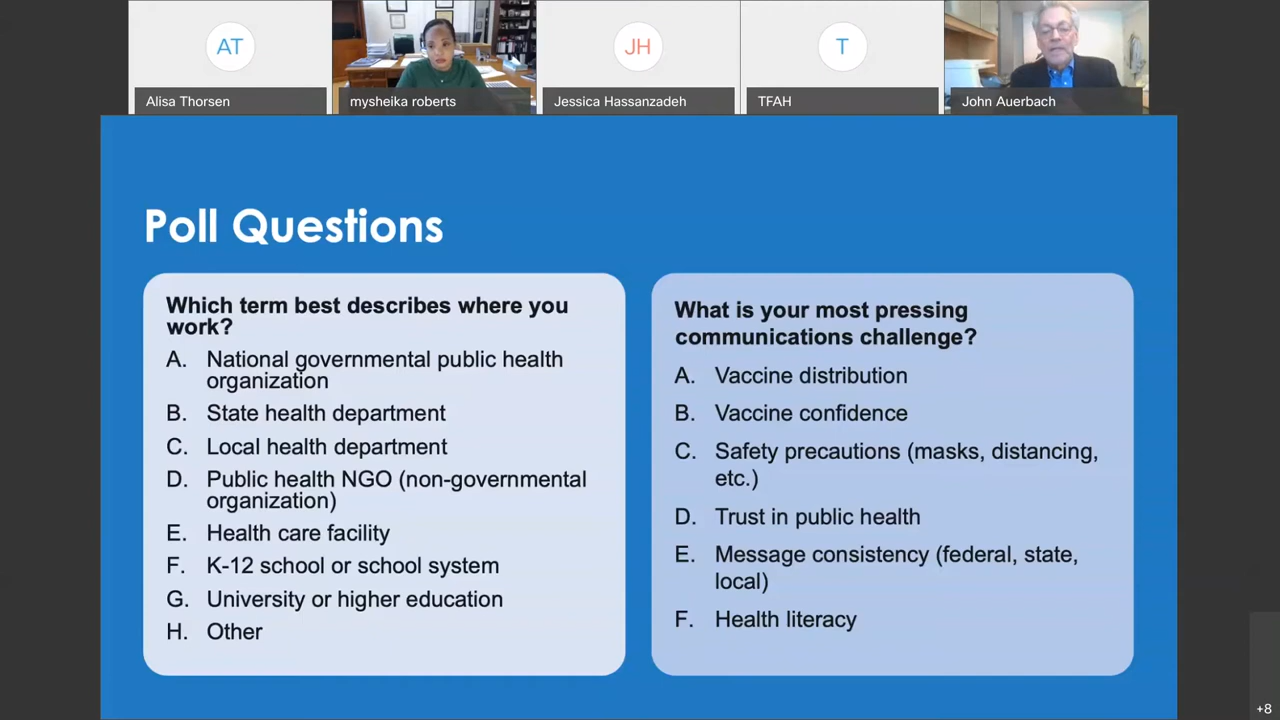 AT
JH
T
Alisa Thorsen
mysheika roberts
Jessica Hassanzadeh
TFAH
John Auerbach
Poll Questions
Which term best describes where you
work?
A. National governmental public health
organization
B. State health department
C. Local health department
D. Public health NGO (non-governmental
organization)
E. Health care facility
F. K-12 school or school system
G. University or higher education
H. Other
What is your most pressing
communications challenge?
A. Vaccine distribution
B. Vaccine confidence
C. Safety precautions (masks, distancing,
etc.)
D. Trust in public health
E. Message consistency (federal, state,
local)
F. Health literacy
+8